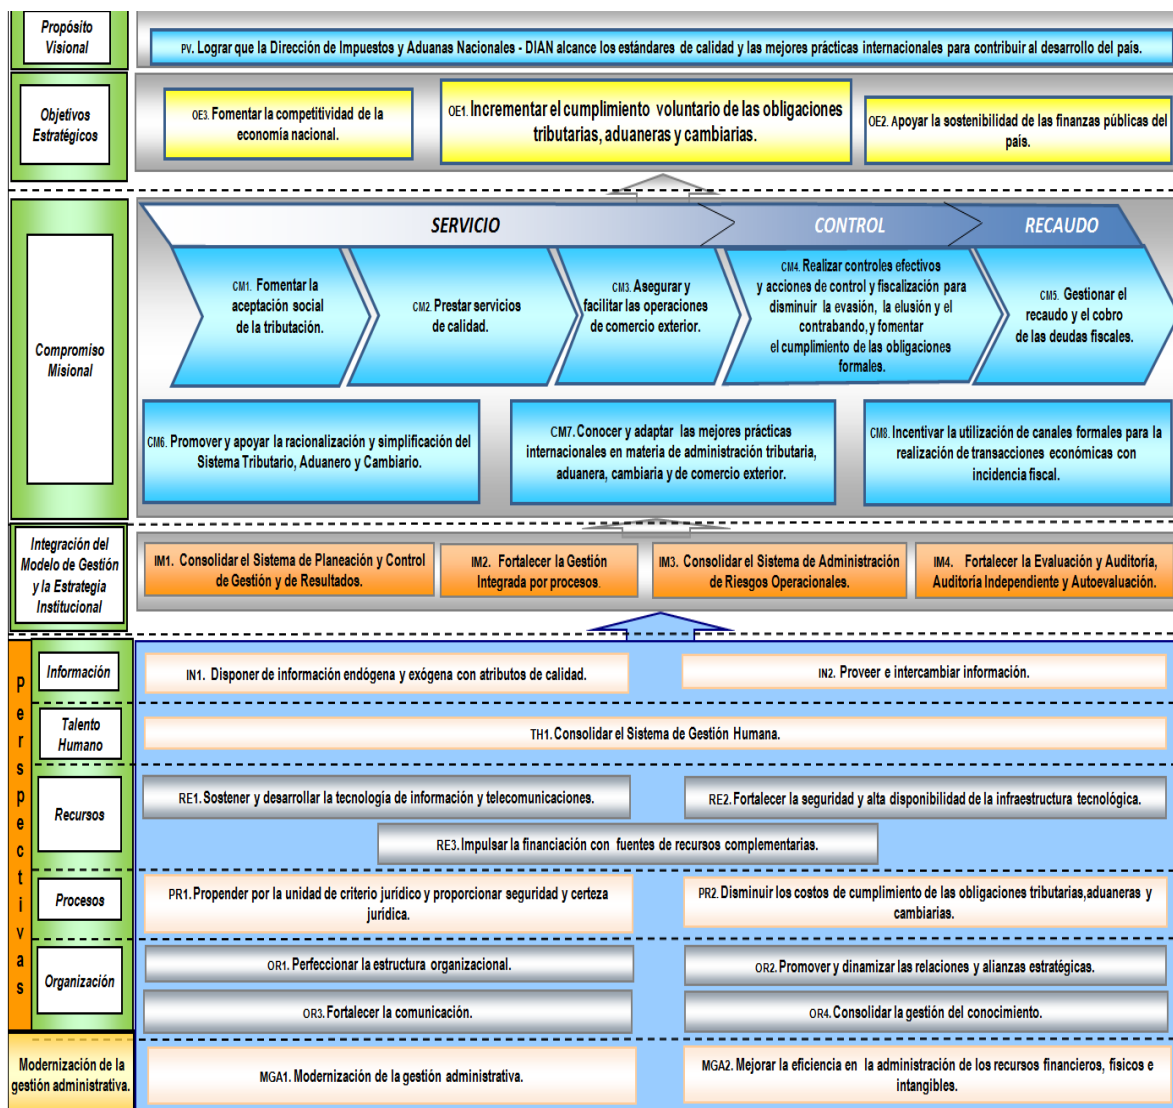 Propósito
Visional
PV. Lograr que la Dirección de Impuestos y Aduanas Nacionales - DIAN alcance los estándares de calidad y las mejores prácticas internacionales para contribuir al desarrollo del país.
Objetivos
Estratégicos
OE3. Fomentar la competitividad de la
economía nacional.
OE1. Incrementar el cumplimiento voluntario de las obligaciones
tributarias, aduaneras y cambiarias.
OE2. Apoyar la sostenibilidad de las finanzas públicas del
país.
Compromiso
Misional
SERVICIO
CONTROL
RECAUDO
CM1. Fomentar la
aceptación social
de la tributación.
CM2. Prestar servicios
de calidad.
CM3. Asegurar y
facilitar las operaciones
de comercio exterior.
CM4. Realizar controles efectivos
y acciones de control y fiscalización para
disminuir la evasión, la elusión y el
contrabando, y fomentar
el cumplimiento de las obligaciones
formales.
CM5. Gestionar el
recaudo y el cobro
de las deudas fiscales.
CM6. Promover y apoyar la racionalización y simplificación del
Sistema Tributario, Aduanero y Cambiario.
CM7. Conocer y adaptar las mejores prácticas
internacionales en materia de administración tributaria,
aduanera, cambiaria y de comercio exterior.
CM8. Incentivar la utilización de canales formales para la
realización de transacciones económicas con
incidencia fiscal.
Integración del
Modelo de Gestión
y la Estrategia
Institucional
IM1. Consolidar el Sistema de Planeación y Control
de Gestión y de Resultados.
IM2. Fortalecer la Gestión
Integrada por procesos.
IM3. Consolidar el Sistema de Administración
de Riesgos Operacionales.
IM4. Fortalecer la Evaluación y Auditoría,
Auditoría Independiente y Autoevaluación.
Perspectivas
Información
IN1. Disponer de información endógena y exógena con atributos de calidad.
IN2. Proveer e intercambiar información.
Talento
Humano
TH1. Consolidar el Sistema de Gestión Humana.
Recursos
RE1. Sostener y desarrollar la tecnología de información y telecomunicaciones.
RE2. Fortalecer la seguridad y alta disponibilidad de la infraestructura tecnológica.
RE3. Impulsar la financiación con fuentes de recursos complementarias.
Procesos
PR1. Propender por la unidad de criterio jurídico y proporcionar seguridad y certeza
jurídica.
PR2. Disminuir los costos de cumplimiento de las obligaciones tributarias,aduaneras y
cambiarias.
Organización
OR1. Perfeccionar la estructura organizacional.
OR2. Promover y dinamizar las relaciones y alianzas estratégicas.
OR3. Fortalecer la comunicación.
OR4. Consolidar la gestión del conocimiento.
Modernización de la
gestión administrativa.
MGA1. Modernización de la gestión administrativa.
MGA2. Mejorar la eficiencia en la administración de los recursos financieros, físicos e
intangibles.